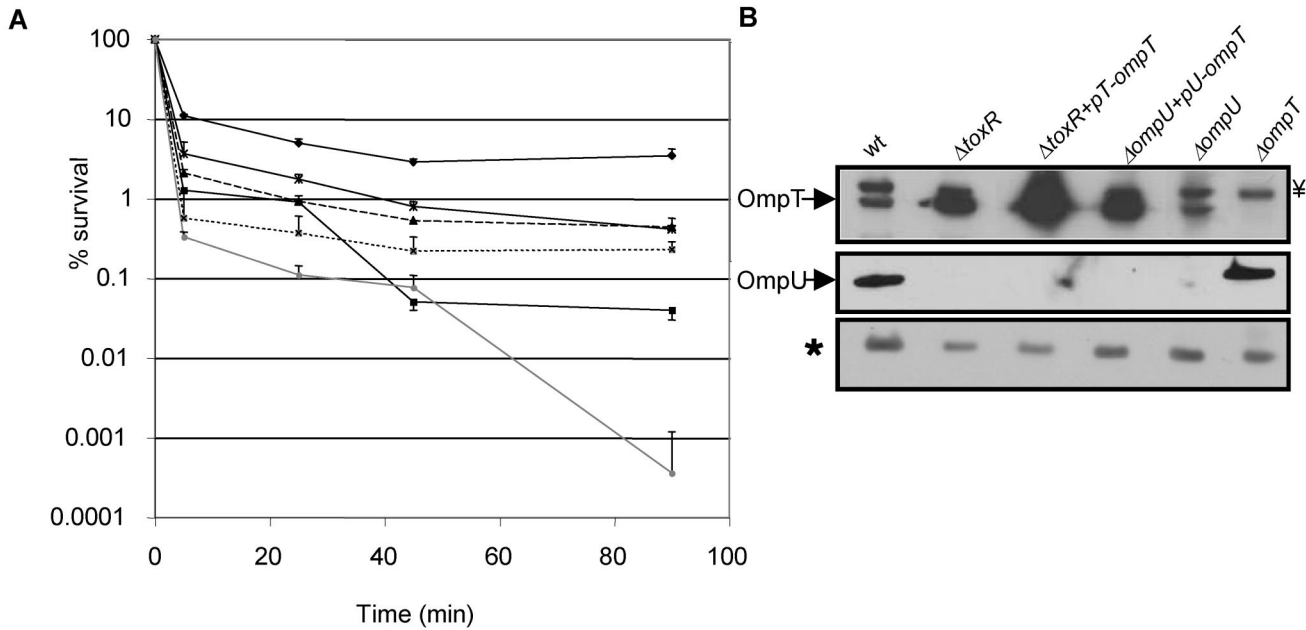 A
100
10
1
0.1
0.01
0.001
0.0001
% survival
0
20
40
60
80
100
Time (min)
B
wt
ΔtoxR
ΔtoxR+pT-ompT
ΔompU+pU-ompT
ΔompU
ΔompT
OmpT
¥
OmpU
*